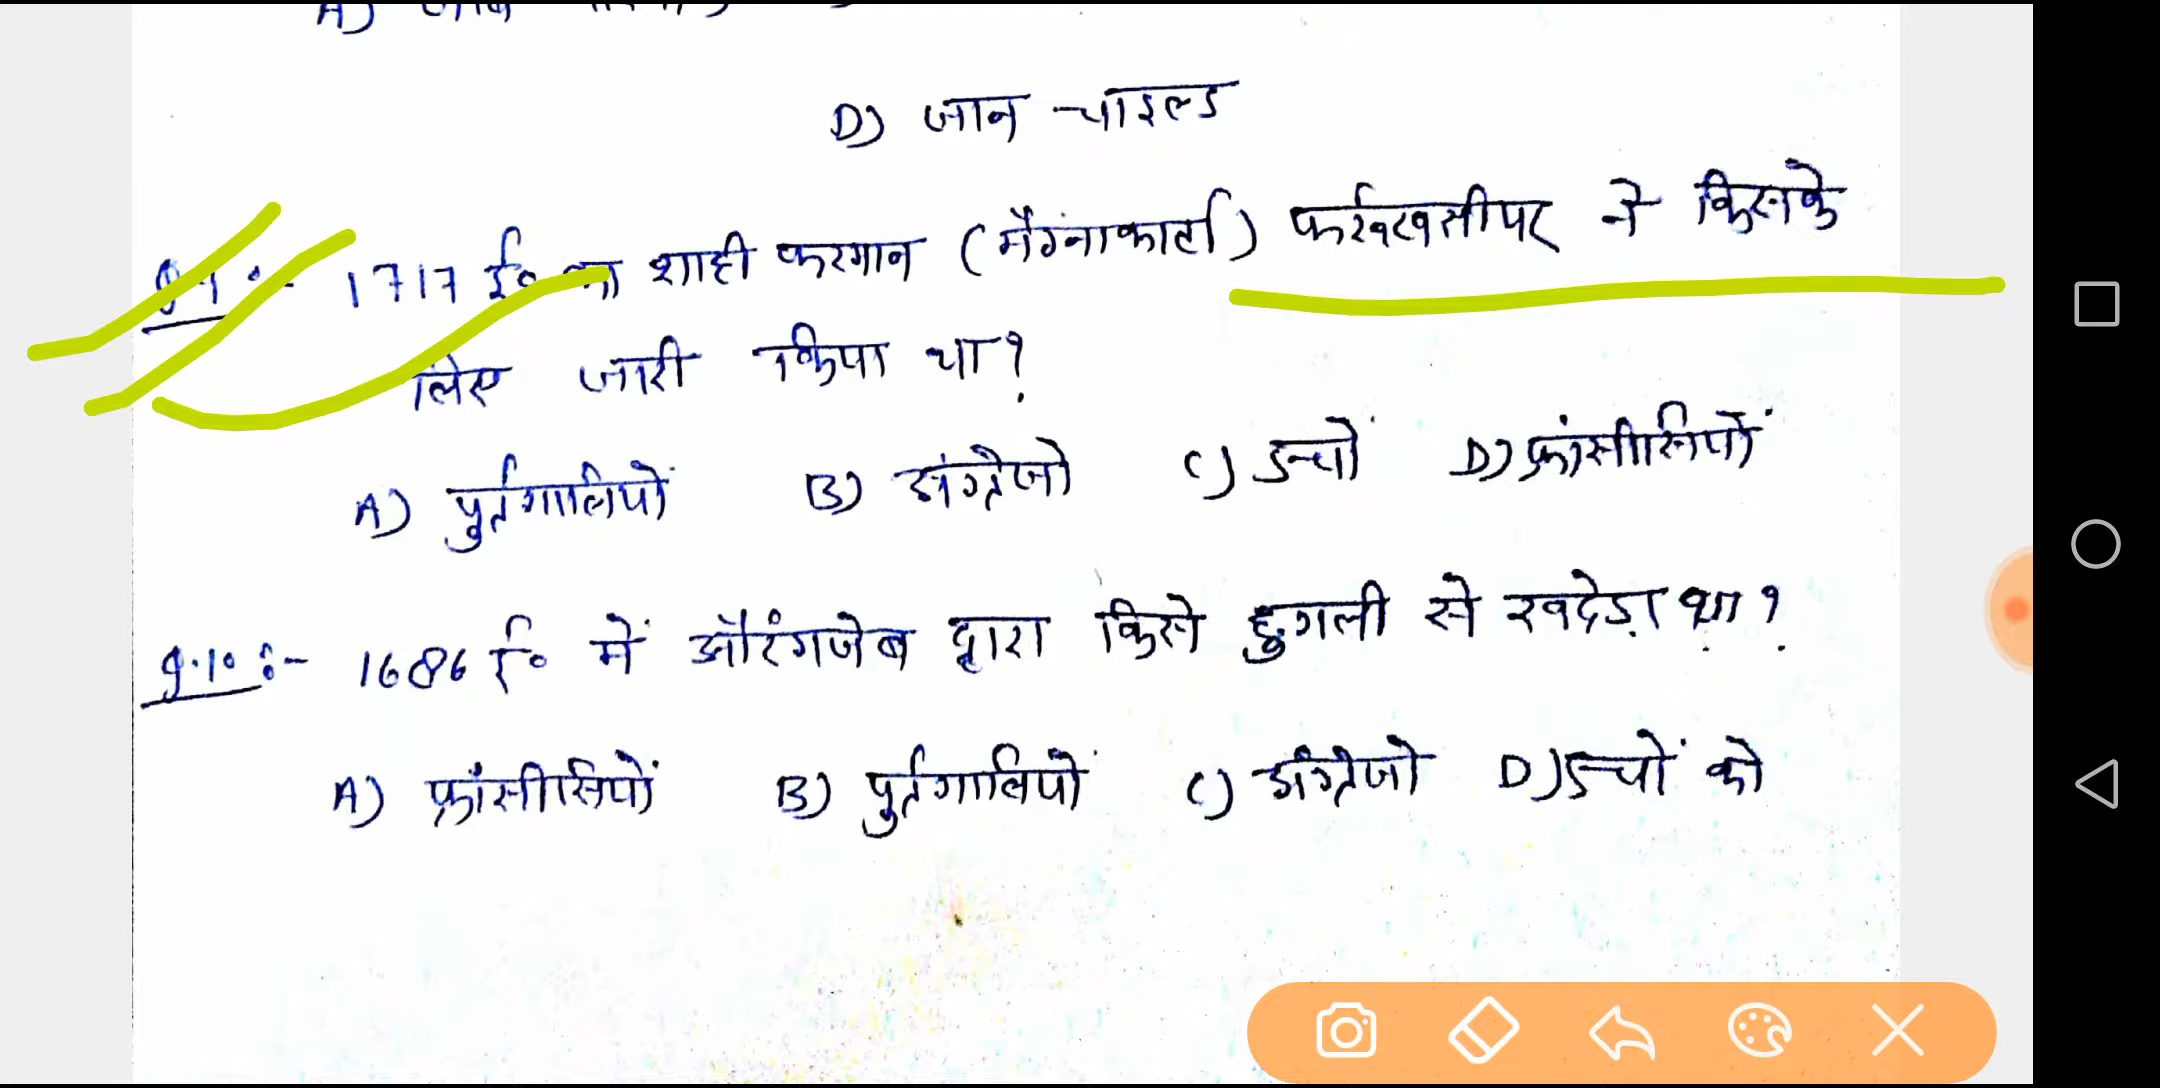 D) जान चाइल्ड
Q.9 :- 1717 ई० का शाही फरमान (मैग्नाकार्टा) फर्रुखसीयर ने किसके
लिए जारी किया था?
A) पुर्तगालियों B) अंग्रेजो C) डचों D) फ्रांसीसियों
Q.10 :- 1686 ई० में औरंगजेब द्वारा किसे हुगली से खदेड़ा था?
A) फ्रांसीसियों B) पुर्तगालियों C) अंग्रेजो D) डचों को